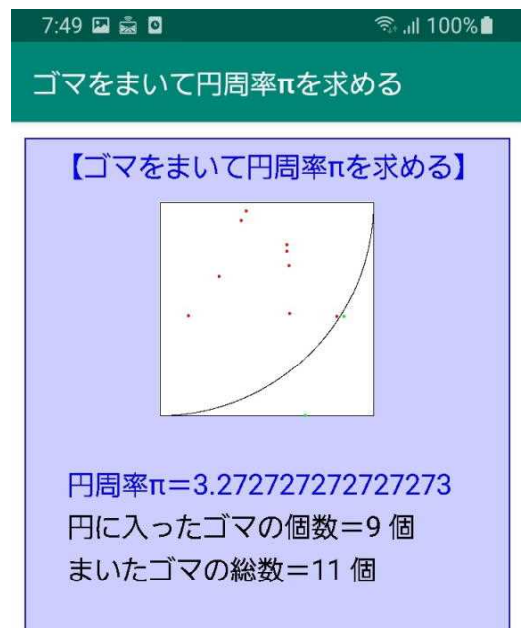 7:49 100%
ゴマをまいて円周率πを求める
【ゴマをまいて円周率πを求める】
円周率π＝3.272727272727273
円に入ったゴマの個数＝9 個
まいたゴマの総数＝11 個